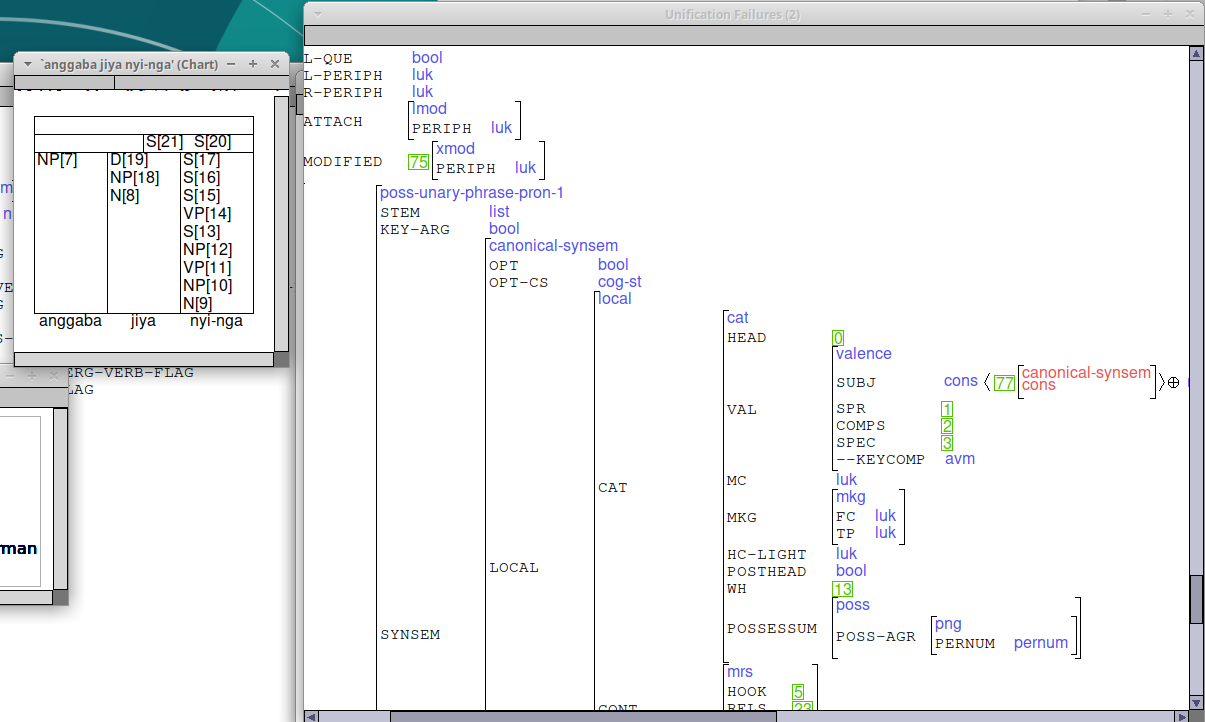 Unification Failures (2)
L-QUE bool
L-PERIPH luk
R-PERIPH luk
ATTACH lmod
PERIPH luk
MODIFIED 75 xmod
PERIPH luk
poss-unary-phrase-pron-1
STEM list
KEY-ARG bool
canonical-synsem
OPT bool
OPT-CS cog-st
local
cat
HEAD 0
valence
SUBJ cons 〈 77 canonical-synsem
cons 〉⊕
VAL SPR 1
COMPS 2
SPEC 3
--KEYCOMP avm
MC luk
CAT
mkg
MKG FC luk
TP luk
HC-LIGHT luk
LOCAL POSTHEAD bool
WH 13
poss
POSSESSUM POSS-AGR png
PERNUM pernum
SYNSEM
mrs
HOOK 5
CONT RELS 23
`anggaba jiya nyi-nga' (Chart)
S[21] S[20]
NP[7] D[19] S[17]
NP[18] S[16]
N[8] S[15]
VP[14]
S[13]
NP[12]
VP[11]
NP[10]
N[9]
anggaba jiya nyi-nga
ERG-VERB-FLAG
LAG
rman